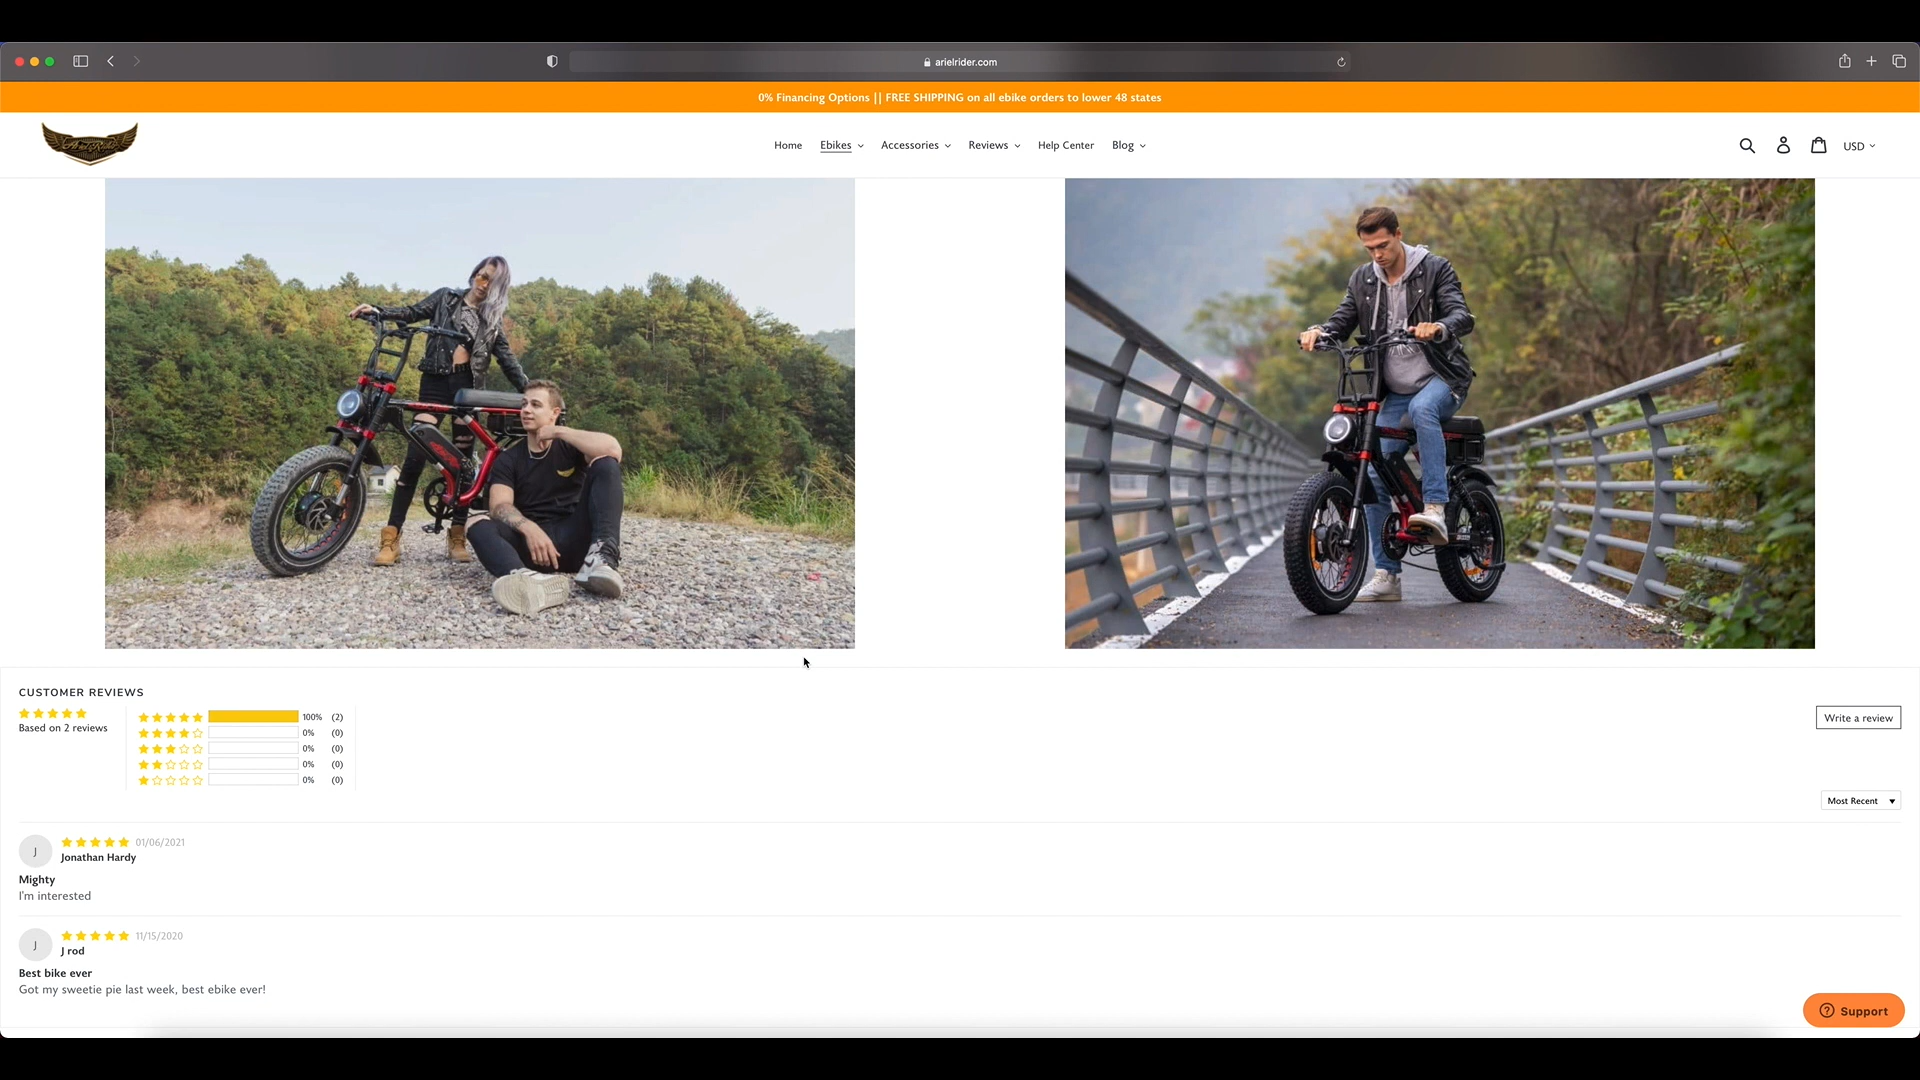 arielrider.com
0% Financing Options || FREE SHIPPING on all ebike orders to lower 48 states
Ariel Rider
Home Ebikes Accessories Reviews Help Center Blog USD
CUSTOMER REVIEWS
Based on 2 reviews
100% (2)
0% (0)
0% (0)
0% (0)
0% (0)
Write a review
Most Recent
J
01/06/2021
Jonathan Hardy
Mighty
I'm interested
J
11/15/2020
J rod
Best bike ever
Got my sweetie pie last week, best ebike ever!
Support